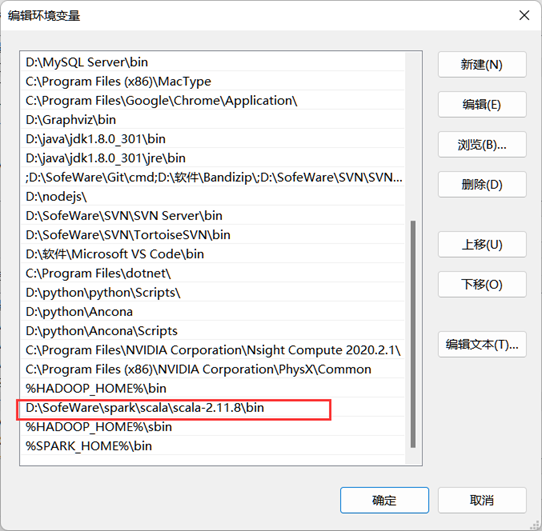 编辑环境变量
D:\MySQL Server\bin
C:\Program Files (x86)\MacType
C:\Program Files\Google\Chrome\Application\
D:\Graphviz\bin
D:\java\jdk1.8.0_301\bin
D:\java\jdk1.8.0_301\jre\bin
;D:\SofeWare\Git\cmd;D:\软件\Bandizip\;D:\SofeWare\SVN\SVN...
D:\nodejs\
D:\SofeWare\SVN\SVN Server\bin
D:\SofeWare\SVN\TortoiseSVN\bin
D:\软件\Microsoft VS Code\bin
C:\Program Files\dotnet\
D:\python\python\Scripts\
D:\python\Ancona
D:\python\Ancona\Scripts
C:\Program Files\NVIDIA Corporation\Nsight Compute 2020.2.1\
C:\Program Files (x86)\NVIDIA Corporation\PhysX\Common
%HADOOP_HOME%\bin
D:\SofeWare\spark\scala\scala-2.11.8\bin
%HADOOP_HOME%\sbin
%SPARK_HOME%\bin
新建(N)
编辑(E)
浏览(B)...
删除(D)
上移(U)
下移(O)
编辑文本(T)...
确定
取消